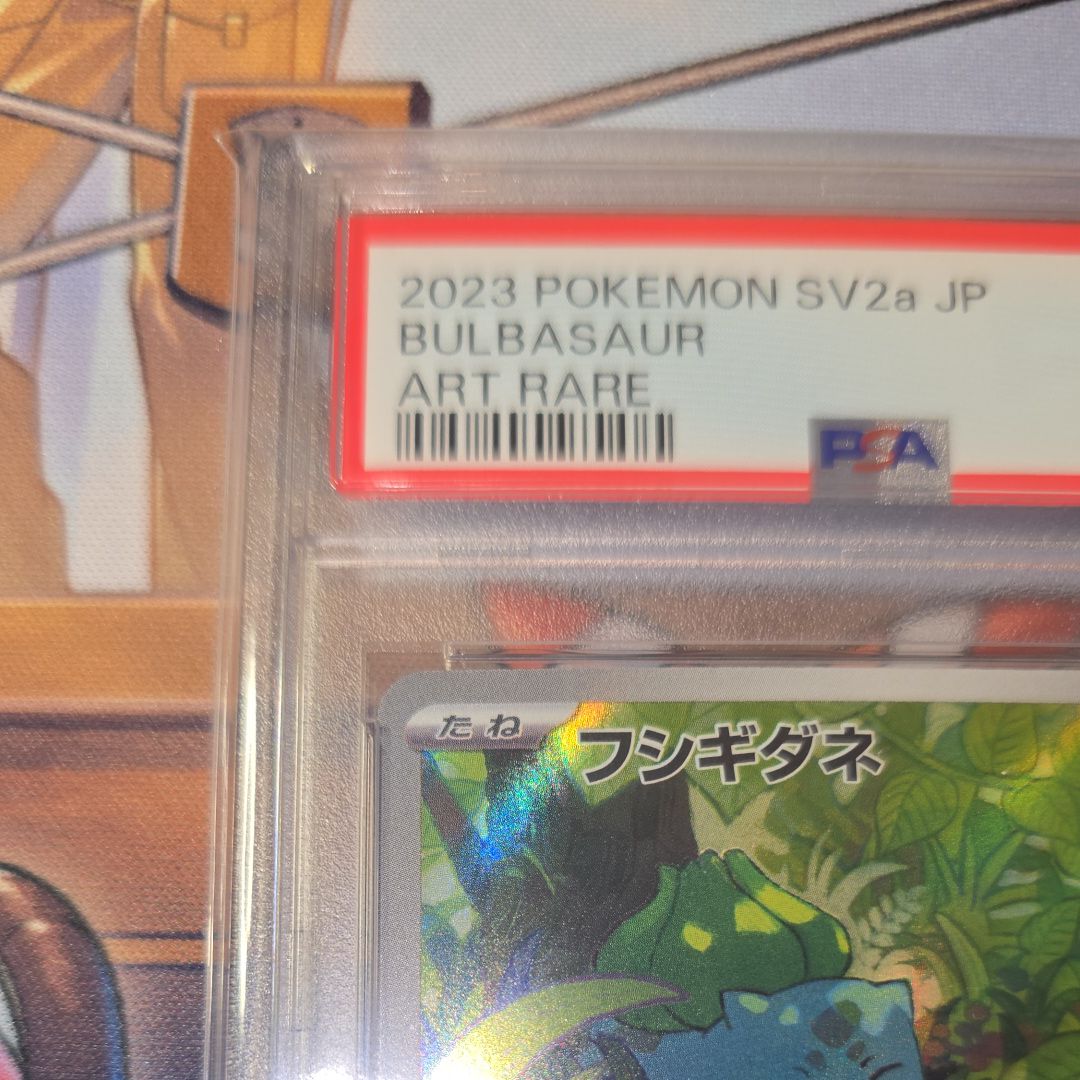 2023 POKEMON SV2a JP
BULBASAUR
ART RARE
PSA
たね
フシギダネ